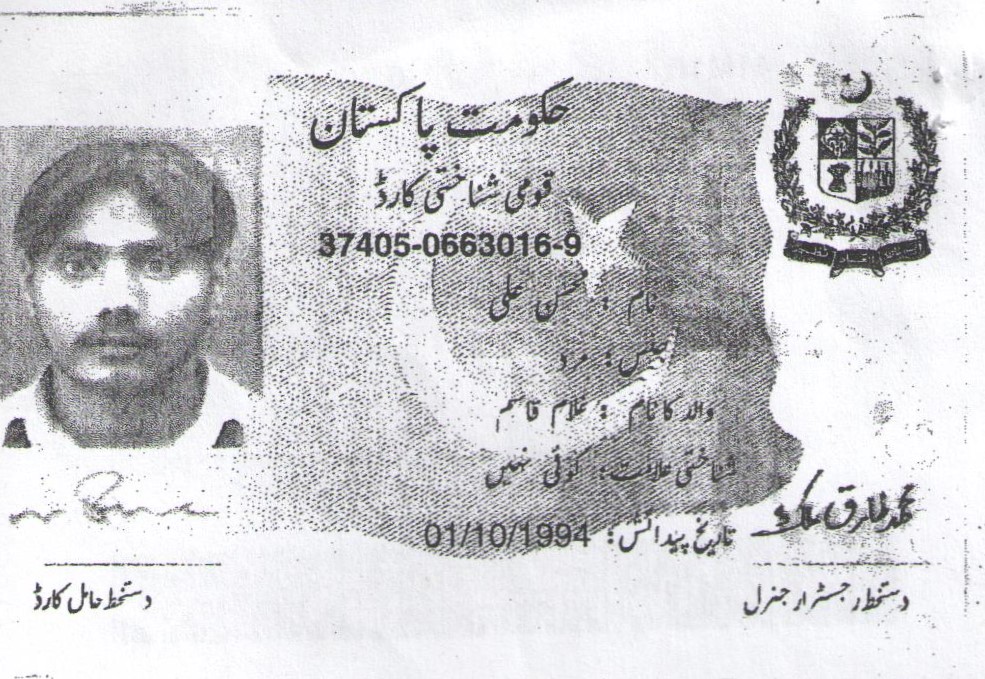 حکومت پاکستان
قومی شناختی کارڈ
37405-0663016-9
نام : محسن علی
جنس: مرد
والد کا نام : غلام قاسم
شناختی علامت: کوئی نہیں
تاریخ پیدائش: 01/10/1994
محمد طارق ملک
دستخط حامل کارڈ
دستخط رجسٹرار جنرل